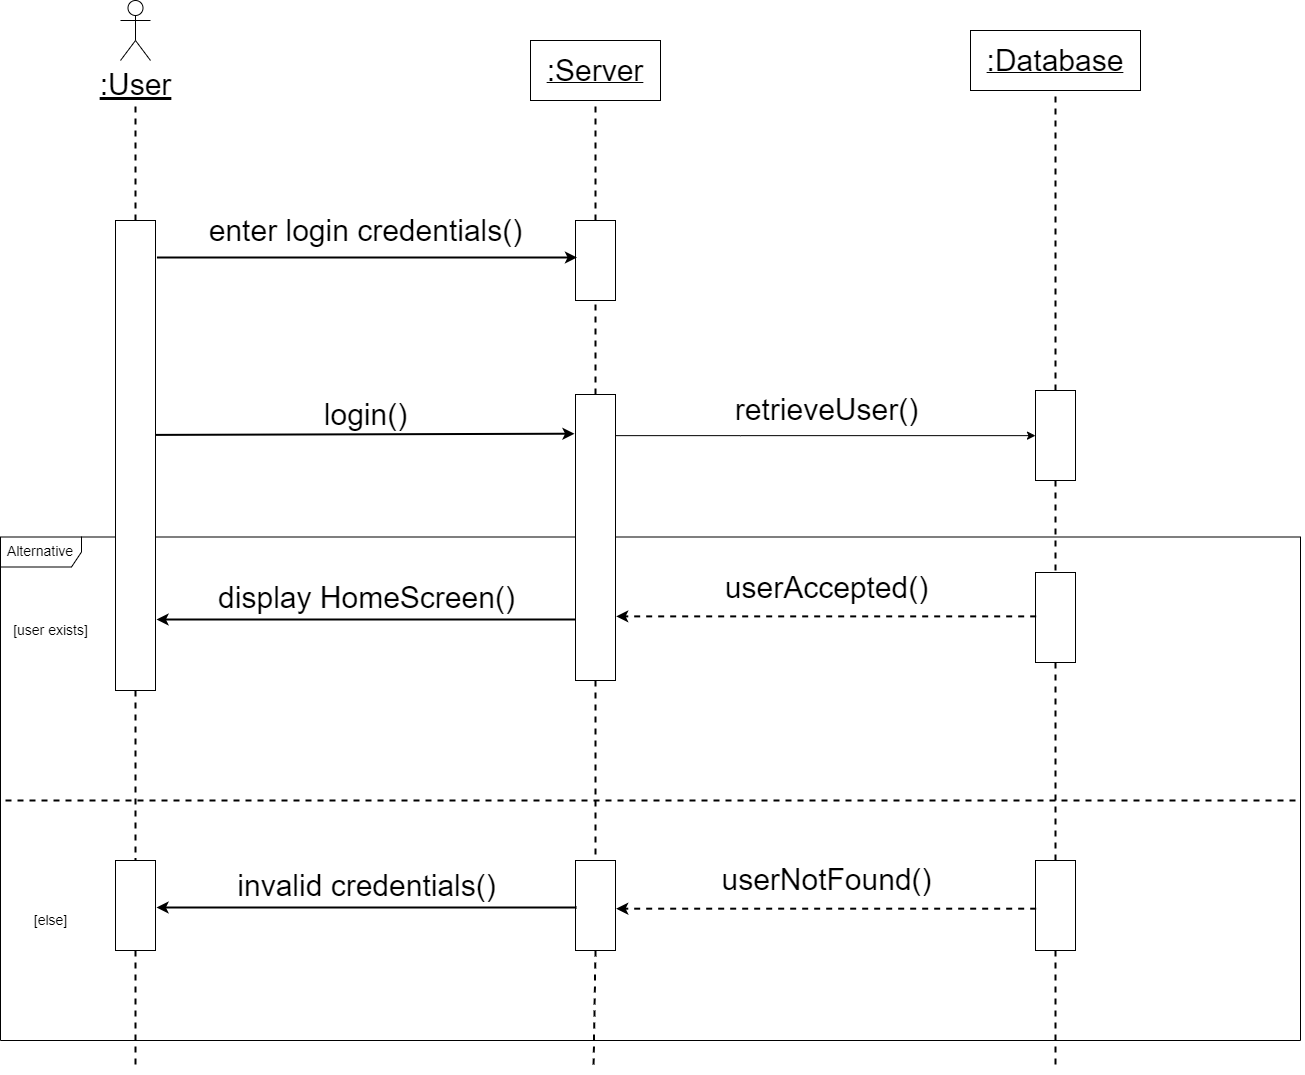 :User
:Server
:Database
enter login credentials()
login()
retrieveUser()
Alternative
display HomeScreen()
userAccepted()
[user exists]
invalid credentials()
userNotFound()
[else]